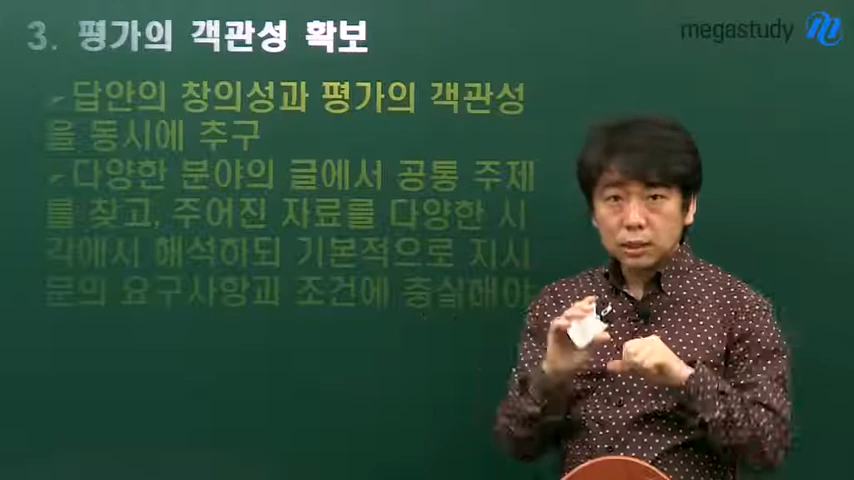 3. 평가의 객관성 확보
megastudy
답안의 창의성과 평가의 객관성
을 동시에 추구
다양한 분야의 글에서 공통 주제
를 찾고, 주어진 자료를 다양한 시
각에서 해석하되 기본적으로 지시
문의 요구사항과 조건에 충실해야